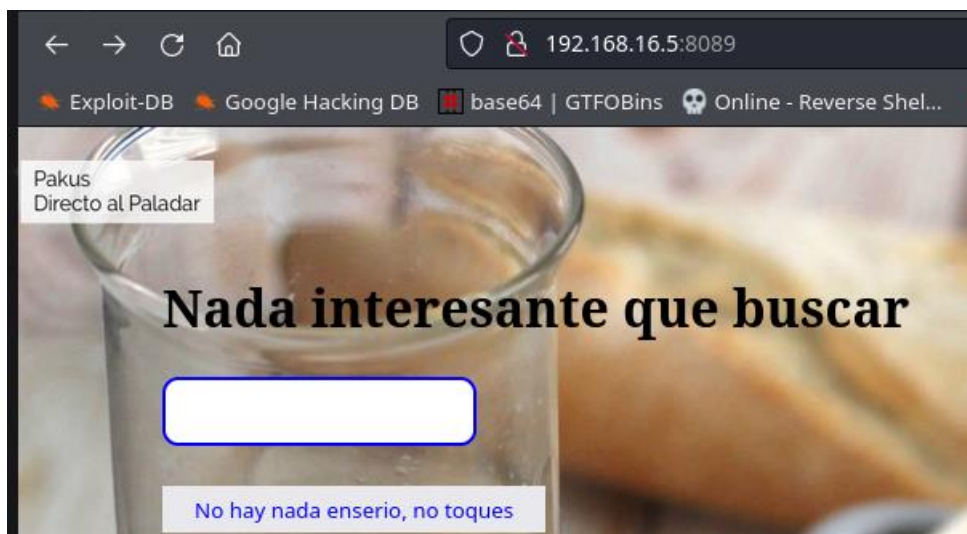 192.168.16.5:8089
Exploit-DB Google Hacking DB base64 | GTFOBins Online - Reverse Shel...
Pakus
Directo al Paladar
Nada interesante que buscar
No hay nada enserio, no toques